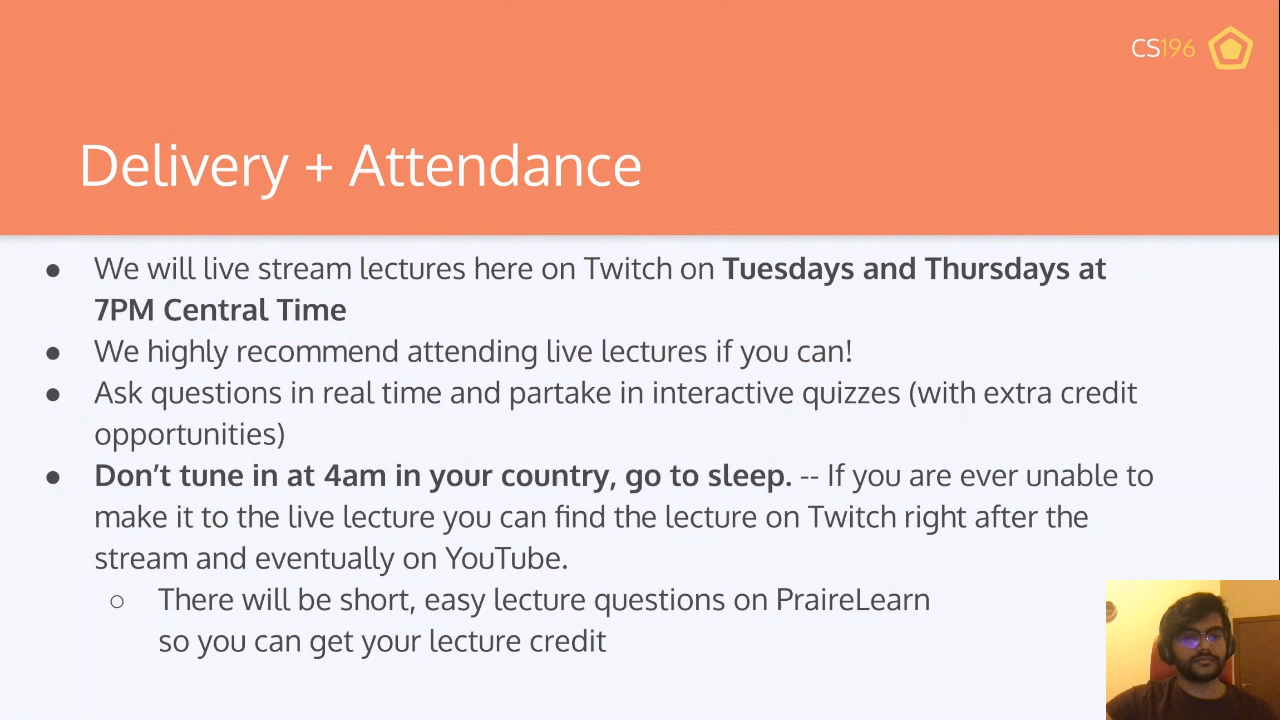 CS196
Delivery + Attendance
● We will live stream lectures here on Twitch on Tuesdays and Thursdays at
7PM Central Time
● We highly recommend attending live lectures if you can!
● Ask questions in real time and partake in interactive quizzes (with extra credit
opportunities)
● Don’t tune in at 4am in your country, go to sleep. -- If you are ever unable to
make it to the live lecture you can find the lecture on Twitch right after the
stream and eventually on YouTube.
○ There will be short, easy lecture questions on PraireLearn
so you can get your lecture credit